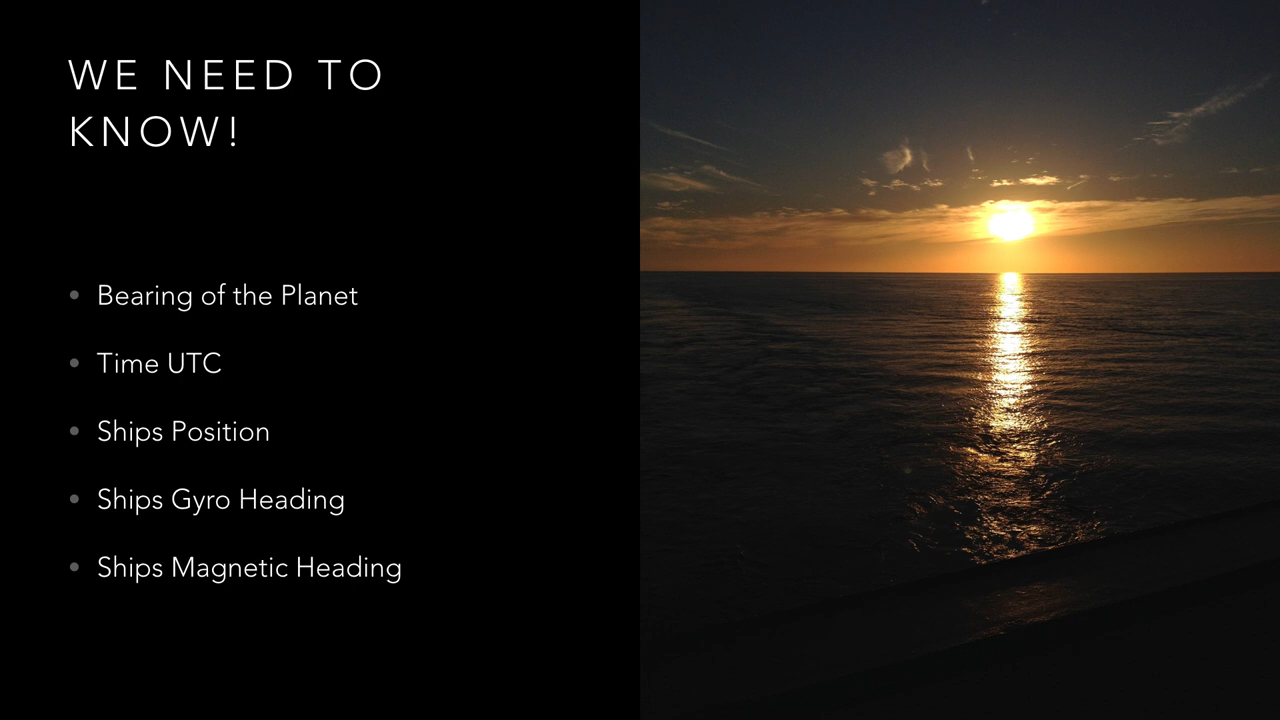 WE NEED TO
KNOW!
Bearing of the Planet
Time UTC
Ships Position
Ships Gyro Heading
Ships Magnetic Heading